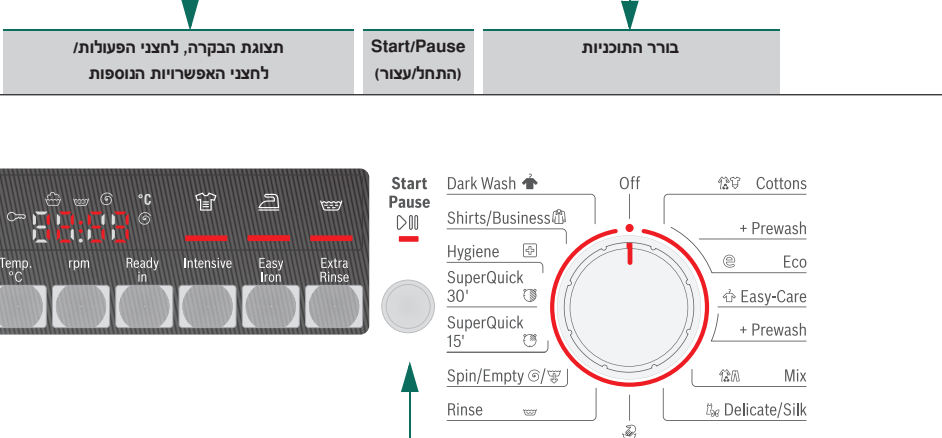 תצוגת הבקרה, לחצני הפעולות/
לחצני האפשרויות הנוספות
Start/Pause
(התחל/עצור)
בורר התוכניות
Start
Pause
°C
Temp.
°C
rpm
Ready
in
Intensive
Easy
Iron
Extra
Rinse
Dark Wash
Shirts/Business
Hygiene
SuperQuick
30'
SuperQuick
15'
Spin/Empty /
Rinse
Off
Cottons
+ Prewash
Eco
Easy-Care
+ Prewash
Mix
Delicate/Silk